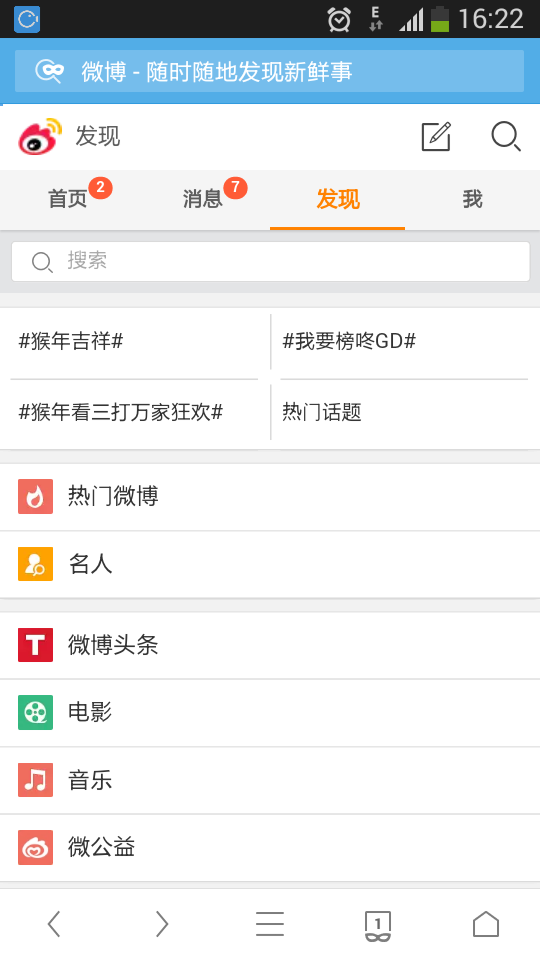 E
16:22
微博 - 随时随地发现新鲜事
发现
首页 2
消息 7
发现
我
搜索
#猴年吉祥#
#我要榜咚GD#
#猴年看三打万家狂欢#
热门话题
热门微博
名人
T 微博头条
电影
音乐
微公益
1